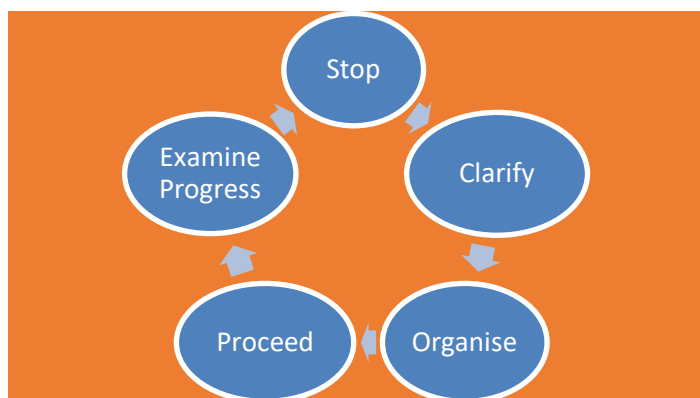 Stop
Clarify
Organise
Proceed
Examine
Progress